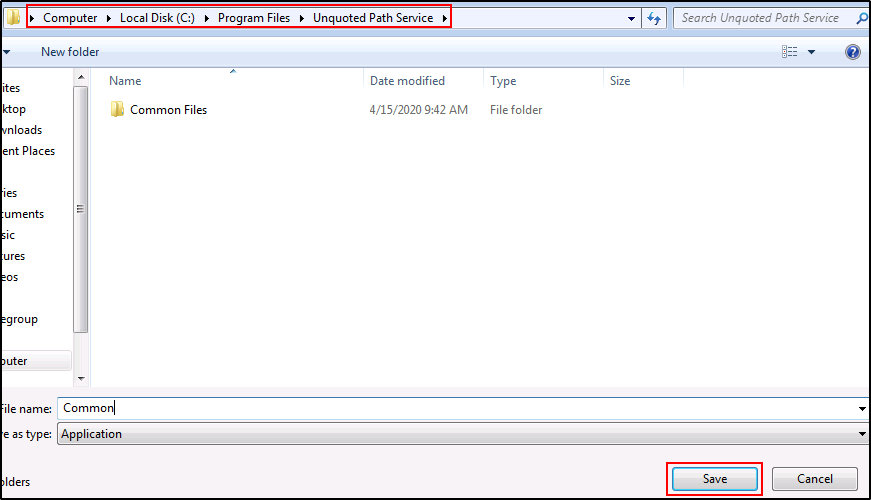 Computer Local Disk (C:) Program Files Unquoted Path Service Search Unquoted Path Service
New folder
Name Date modified Type Size
Common Files 4/15/2020 9:42 AM File folder
ites
ktop
wnloads
ent Places
ries
cuments
sic
tures
eos
egroup
puter
File name: Common
e as type: Application
olders Save Cancel